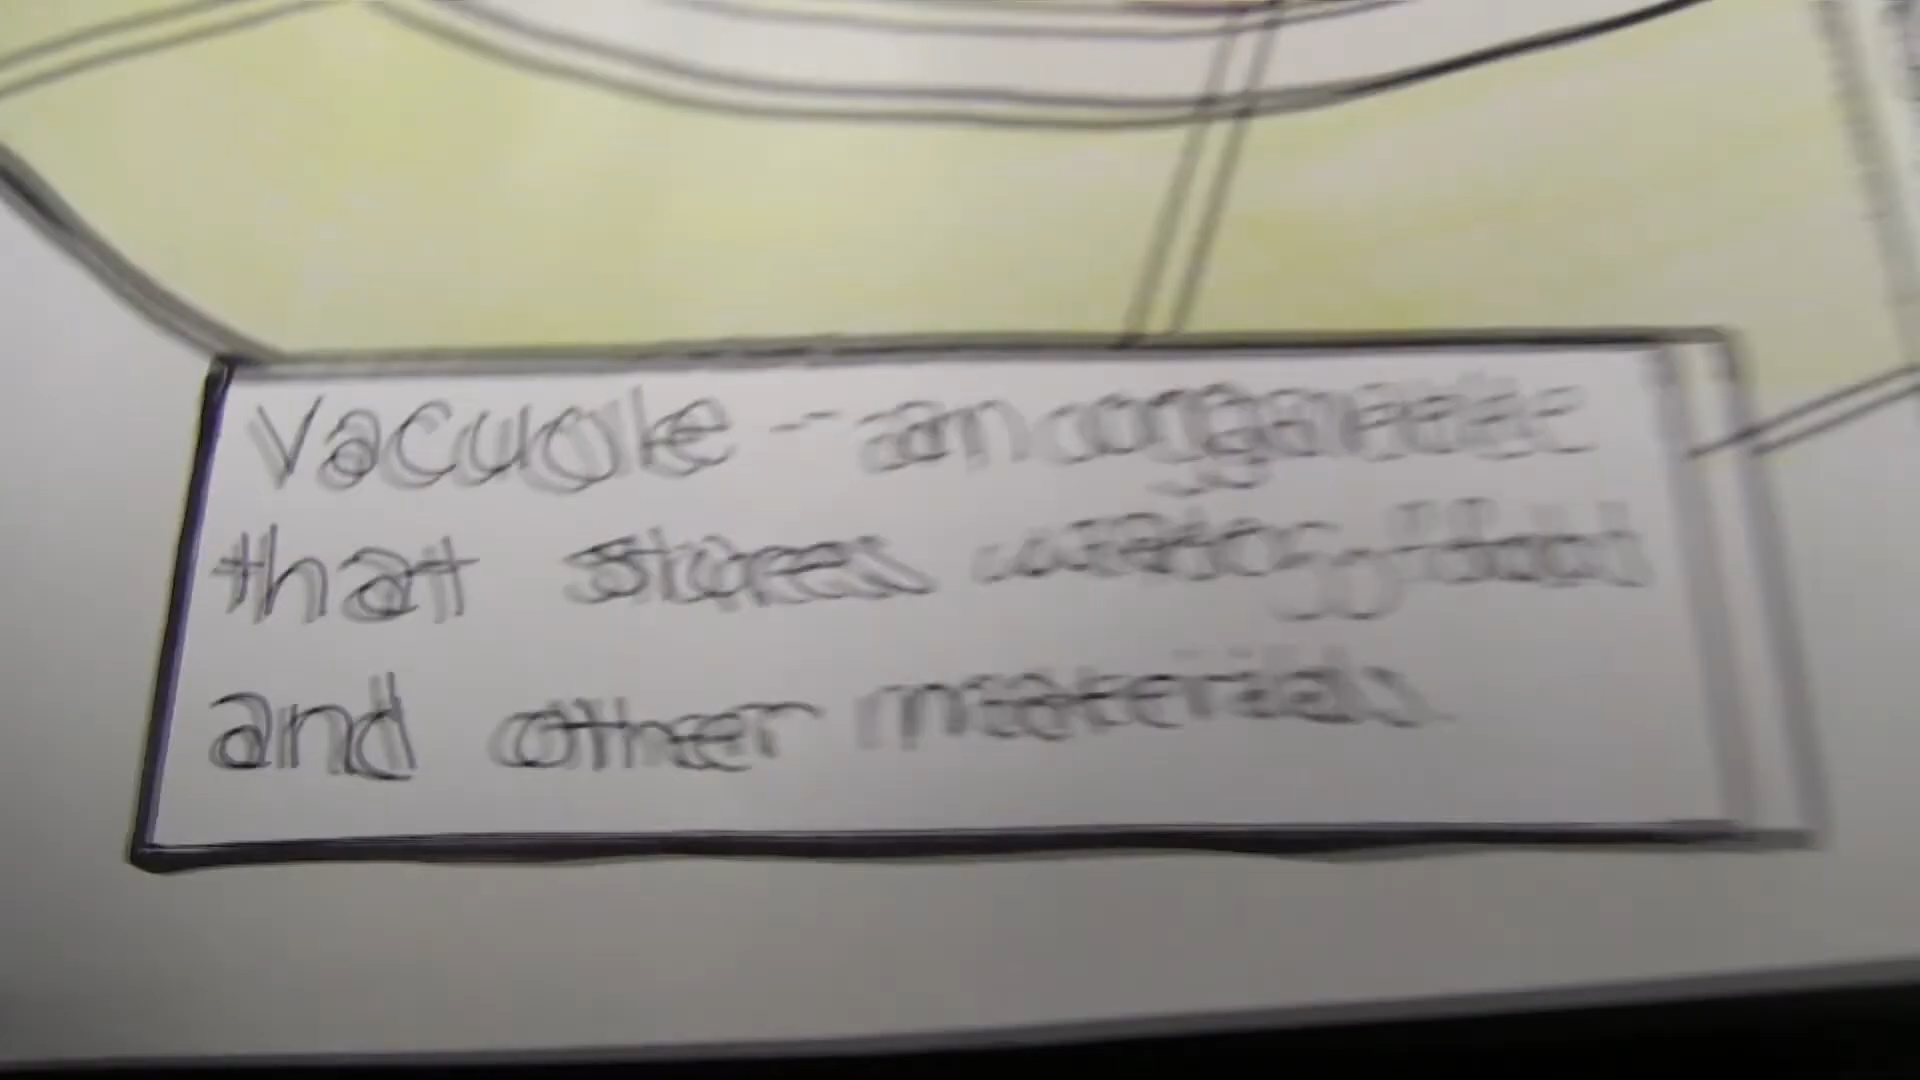 Vacuole - an organelle
that stores water, food
and other materials.